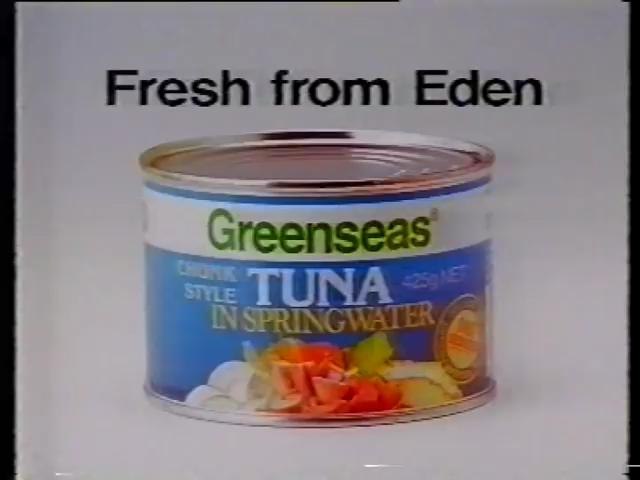 Fresh from Eden
Greenseas®
CHUNK
STYLE
TUNA
425g NET
IN SPRINGWATER